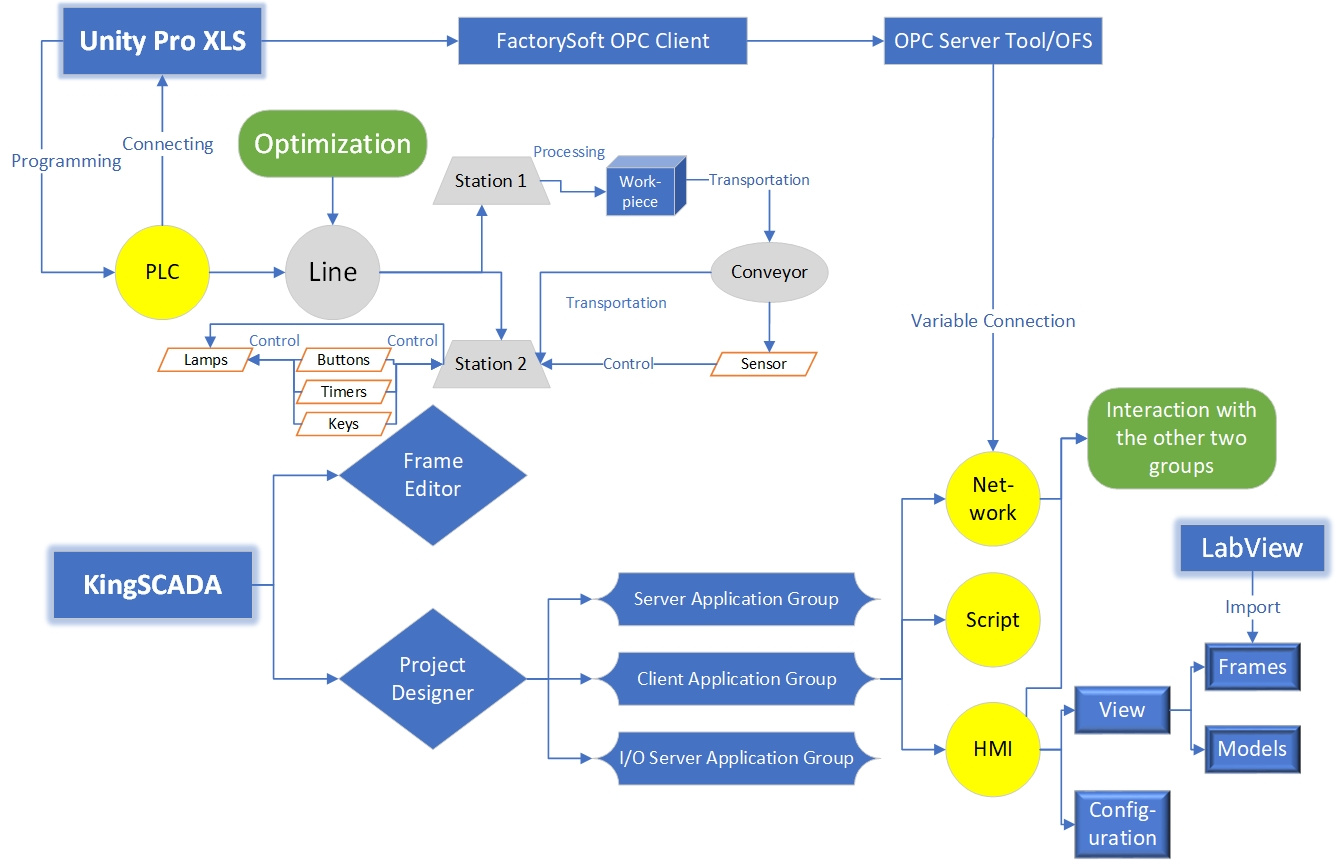 Unity Pro XLS
FactorySoft OPC Client
OPC Server Tool/OFS
Programming
Connecting
Optimization
Station 1
Processing
Work-
piece
Transportation
PLC
Line
Conveyor
Transportation
Variable Connection
Control
Control
Lamps
Buttons
Timers
Keys
Station 2
Control
Sensor
Interaction with
the other two
groups
Frame
Editor
Net-
work
KingSCADA
LabView
Import
Server Application Group
Script
Project
Designer
Client Application Group
Frames
View
HMI
Models
I/O Server Application Group
Config-
uration